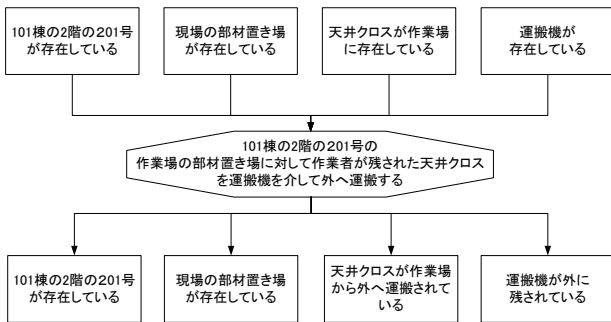 101棟の2階の201号
が存在している
現場の部材置き場
が存在している
天井クロスが作業場
に存在している
運搬機が
存在している
101棟の2階の201号の
作業場の部材置き場に対して作業者が残された天井クロス
を運搬機を介して外へ運搬する
101棟の2階の201号
が存在している
現場の部材置き場
が存在している
天井クロスが作業場
から外へ運搬されて
いる
運搬機が外に
残されている